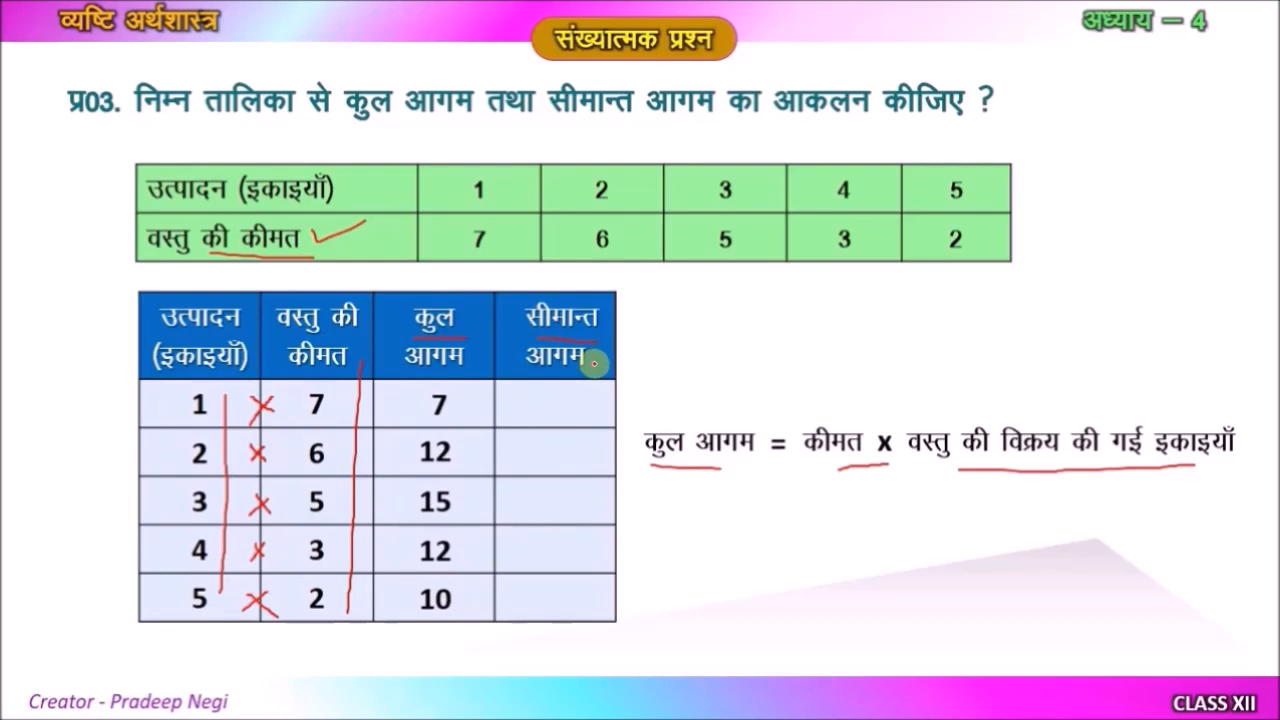 व्यष्टि अर्थशास्त्र
संख्यात्मक प्रश्न
अध्याय – 4
प्र03. निम्न तालिका से कुल आगम तथा सीमान्त आगम का आकलन कीजिए ?
उत्पादन (इकाइयाँ) 1 2 3 4 5
वस्तु की कीमत 7 6 5 3 2
उत्पादन वस्तु की कुल सीमान्त
(इकाइयाँ) कीमत आगम आगम
1 × 7 7
2 × 6 12
3 × 5 15
4 × 3 12
5 × 2 10
कुल आगम = कीमत x वस्तु की विक्रय की गई इकाइयाँ
Creator - Pradeep Negi
CLASS XII